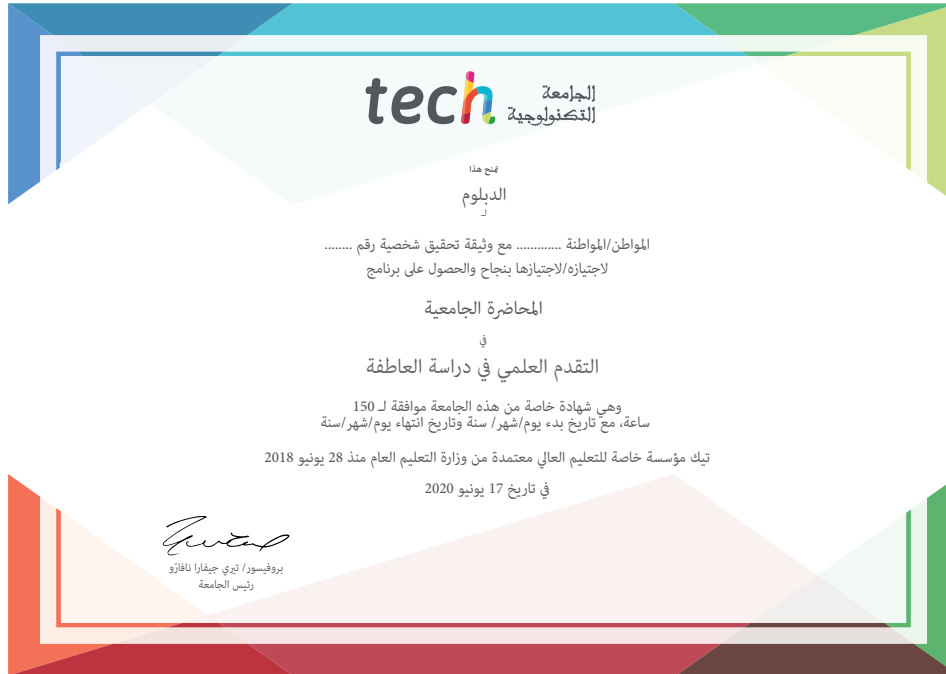 tech الجامعة
التكنولوجية
تمنح هذا
الدبلوم
لـ
المواطن/المواطنة ............. مع وثيقة تحقيق شخصية رقم ........
لاجتيازه/لاجتيازها بنجاح والحصول على برنامج
المحاضرة الجامعية
في
التقدم العلمي في دراسة العاطفة
وهي شهادة خاصة من هذه الجامعة موافقة لـ 150
ساعة، مع تاريخ بدء يوم/شهر/ سنة وتاريخ انتهاء يوم/شهر/سنة
تيك مؤسسة خاصة للتعليم العالي معتمدة من وزارة التعليم العام منذ 28 يونيو 2018
في تاريخ 17 يونيو 2020
بروفيسور/ تيري جيفارا نافارّو
رئيس الجامعة